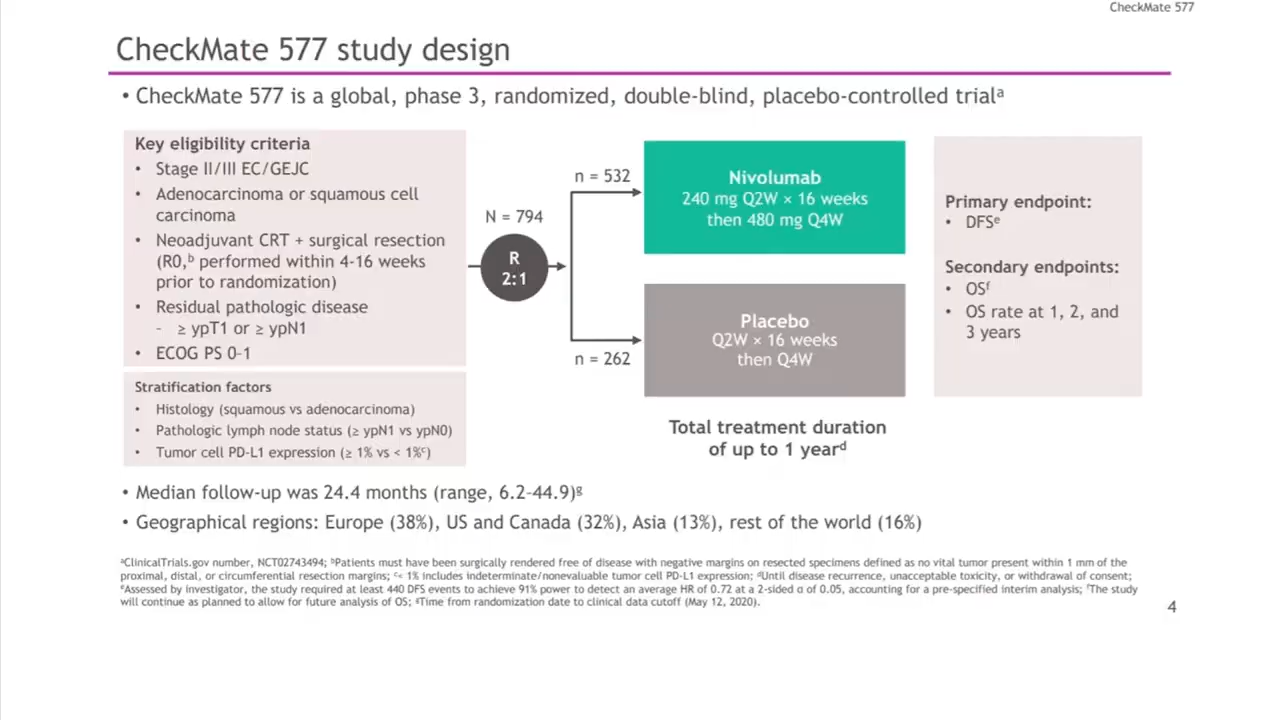 CheckMate 577
CheckMate 577 study design
• CheckMate 577 is a global, phase 3, randomized, double-blind, placebo-controlled trialᵃ
Key eligibility criteria
• Stage II/III EC/GEJC
• Adenocarcinoma or squamous cell
carcinoma
• Neoadjuvant CRT + surgical resection
(R0,ᵇ performed within 4-16 weeks
prior to randomization)
• Residual pathologic disease
- ≥ ypT1 or ≥ ypN1
• ECOG PS 0-1
Stratification factors
• Histology (squamous vs adenocarcinoma)
• Pathologic lymph node status (≥ ypN1 vs ypN0)
• Tumor cell PD-L1 expression (≥ 1% vs < 1%ᶜ)
N = 794
R
2:1
n = 532
n = 262
Nivolumab
240 mg Q2W × 16 weeks
then 480 mg Q4W
Placebo
Q2W × 16 weeks
then Q4W
Total treatment duration
of up to 1 yearᵈ
Primary endpoint:
• DFSᵉ
Secondary endpoints:
• OSᶠ
• OS rate at 1, 2, and
3 years
• Median follow-up was 24.4 months (range, 6.2–44.9)ᵍ
• Geographical regions: Europe (38%), US and Canada (32%), Asia (13%), rest of the world (16%)
ᵃClinicalTrials.gov number, NCT02743494; ᵇPatients must have been surgically rendered free of disease with negative margins on resected specimens defined as no vital tumor present within 1 mm of the
proximal, distal, or circumferential resection margins; ᶜ< 1% includes indeterminate/nonevaluable tumor cell PD-L1 expression; ᵈUntil disease recurrence, unacceptable toxicity, or withdrawal of consent;
ᵉAssessed by investigator, the study required at least 440 DFS events to achieve 91% power to detect an average HR of 0.72 at a 2-sided α of 0.05, accounting for a pre-specified interim analysis; ᶠThe study
will continue as planned to allow for future analysis of OS; ᵍTime from randomization date to clinical data cutoff (May 12, 2020).
4